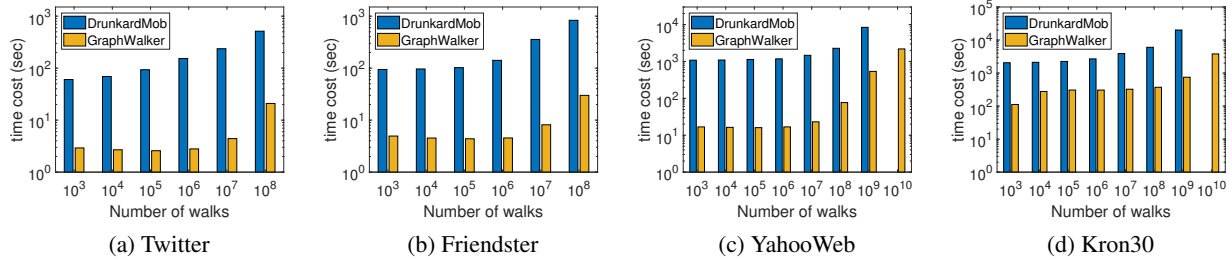 time cost (sec)
10^3
10^2
10^1
10^0
DrunkardMob
GraphWalker
10^3 10^4 10^5 10^6 10^7 10^8
Number of walks
(a) Twitter
time cost (sec)
10^3
10^2
10^1
10^0
DrunkardMob
GraphWalker
10^3 10^4 10^5 10^6 10^7 10^8
Number of walks
(b) Friendster
time cost (sec)
10^4
10^3
10^2
10^1
10^0
DrunkardMob
GraphWalker
10^3 10^4 10^5 10^6 10^7 10^8 10^9 10^10
Number of walks
(c) YahooWeb
time cost (sec)
10^5
10^4
10^3
10^2
10^1
10^0
DrunkardMob
GraphWalker
10^3 10^4 10^5 10^6 10^7 10^8 10^9 10^10
Number of walks
(d) Kron30